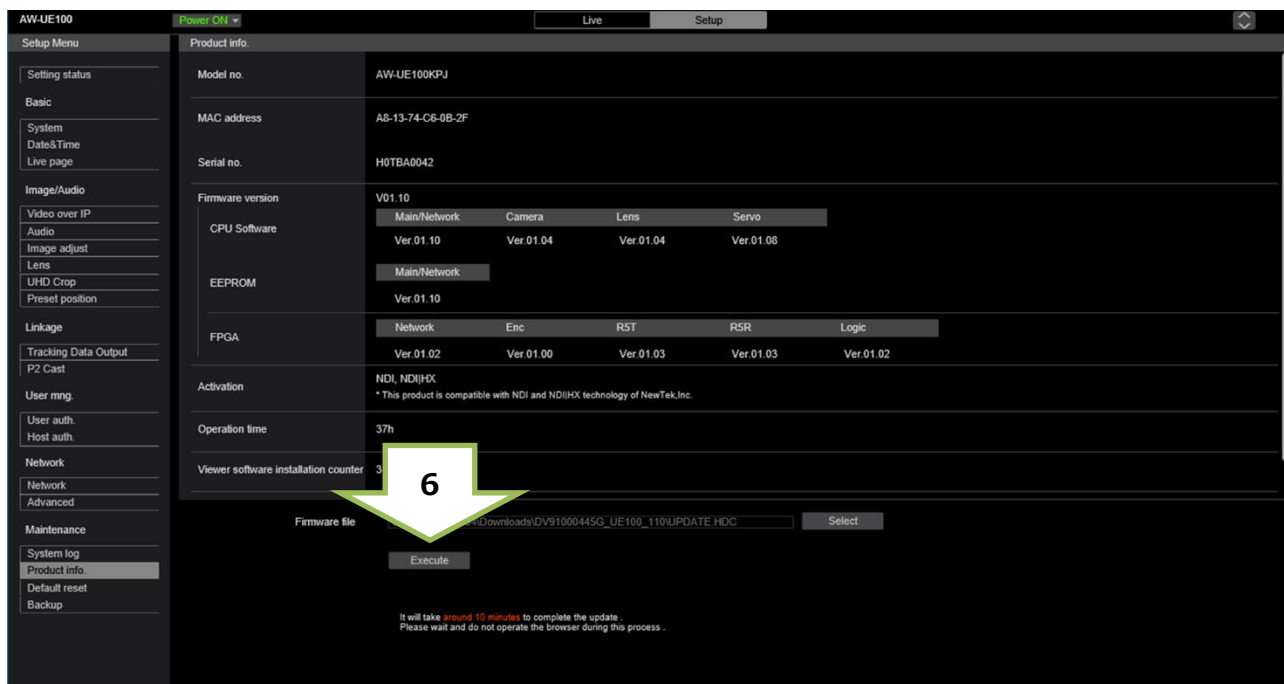 AW-UE100
Power ON
Live
Setup
Setup Menu
Setting status
Basic
System
Date&Time
Live page
Image/Audio
Video over IP
Audio
Image adjust
Lens
UHD Crop
Preset position
Linkage
Tracking Data Output
P2 Cast
User mng.
User auth.
Host auth.
Network
Network
Advanced
Maintenance
System log
Product info.
Default reset
Backup
Product info.
Model no. AW-UE100KPJ
MAC address A8-13-74-C6-0B-2F
Serial no. H0TBA0042
Firmware version V01.10
CPU Software
Main/Network Camera Lens Servo
Ver.01.10 Ver.01.04 Ver.01.04 Ver.01.08
EEPROM
Main/Network
Ver.01.10
FPGA
Network Enc R5T R5R Logic
Ver.01.02 Ver.01.00 Ver.01.03 Ver.01.03 Ver.01.02
Activation
NDI, NDI|HX
* This product is compatible with NDI and NDI|HX technology of NewTek,Inc.
Operation time 37h
Viewer software installation counter 3
6
Firmware file \Downloads\DV91000445G_UE100_110\UPDATE.HDC Select
Execute
It will take around 10 minutes to complete the update .
Please wait and do not operate the browser during this process .